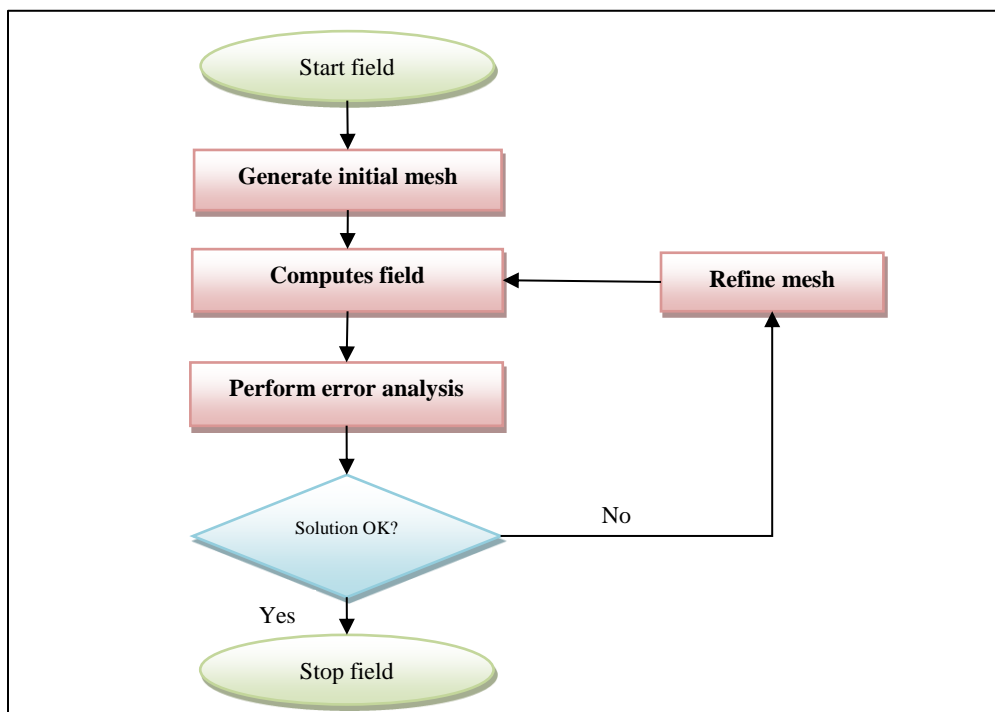 Start field
Generate initial mesh
Computes field
Refine mesh
Perform error analysis
Solution OK?
No
Yes
Stop field